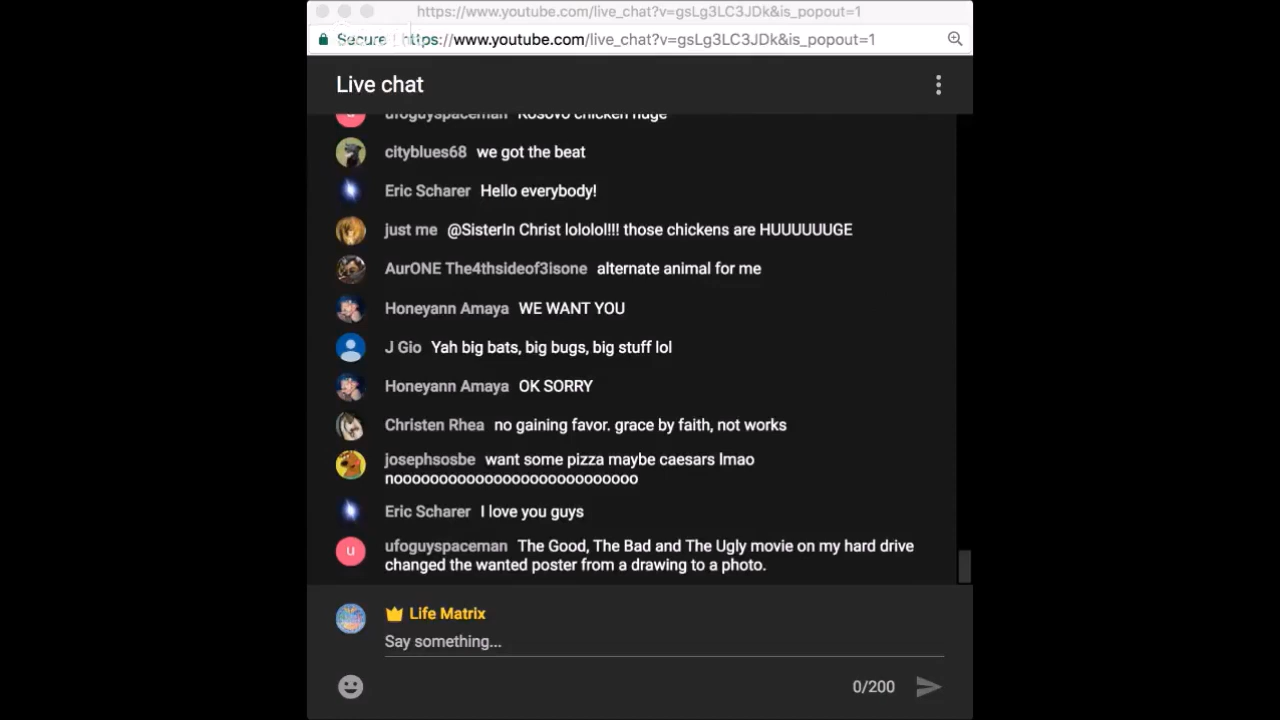 https://www.youtube.com/live_chat?v=gsLg3LC3JDk&is_popout=1
Secure https://www.youtube.com/live_chat?v=gsLg3LC3JDk&is_popout=1
Live chat
ufoguyspaceman Kosovo chicken huge
cityblues68 we got the beat
Eric Scharer Hello everybody!
just me @SisterIn Christ lololol!!! those chickens are HUUUUUUGE
AurONE The4thsideof3isone alternate animal for me
Honeyann Amaya WE WANT YOU
J Gio Yah big bats, big bugs, big stuff lol
Honeyann Amaya OK SORRY
Christen Rhea no gaining favor. grace by faith, not works
josephsosbe want some pizza maybe caesars lmao
nooooooooooooooooooooooooooo
Eric Scharer I love you guys
u ufoguyspaceman The Good, The Bad and The Ugly movie on my hard drive
changed the wanted poster from a drawing to a photo.
Life Matrix
Say something...
0/200